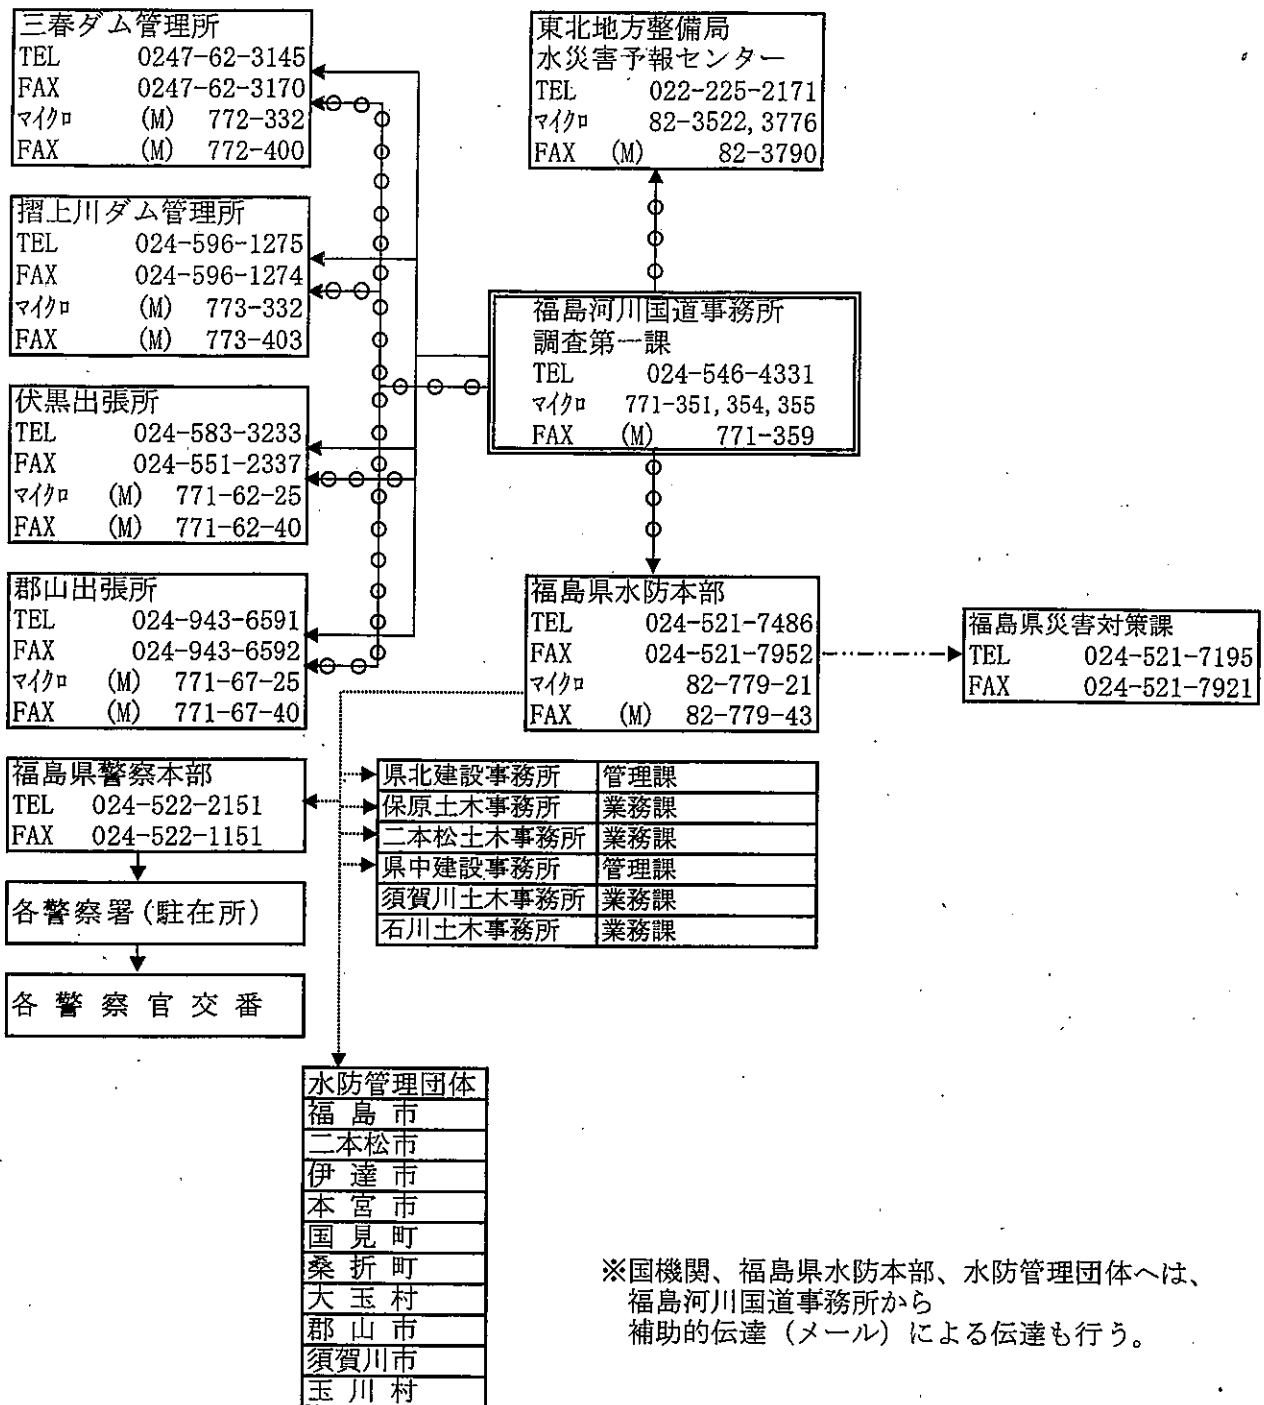 三春ダム管理所
TEL 0247-62-3145
FAX 0247-62-3170
マイクロ (M) 772-332
FAX (M) 772-400
東北地方整備局
水災害予報センター
TEL 022-225-2171
マイクロ 82-3522,3776
FAX (M) 82-3790
摺上川ダム管理所
TEL 024-596-1275
FAX 024-596-1274
マイクロ (M) 773-332
FAX (M) 773-403
福島河川国道事務所
調査第一課
TEL 024-546-4331
マイクロ 771-351,354,355
FAX (M) 771-359
伏黒出張所
TEL 024-583-3233
FAX 024-551-2337
マイクロ (M) 771-62-25
FAX (M) 771-62-40
郡山出張所
TEL 024-943-6591
FAX 024-943-6592
マイクロ (M) 771-67-25
FAX (M) 771-67-40
福島県水防本部
TEL 024-521-7486
FAX 024-521-7952
マイクロ 82-779-21
FAX (M) 82-779-43
福島県災害対策課
TEL 024-521-7195
FAX 024-521-7921
福島県警察本部
TEL 024-522-2151
FAX 024-522-1151
各警察署(駐在所)
各警察官交番
県北建設事務所 管理課
保原土木事務所 業務課
二本松土木事務所 業務課
県中建設事務所 管理課
須賀川土木事務所 業務課
石川土木事務所 業務課
水防管理団体
福島市
二本松市
伊達市
本宮市
国見町
桑折町
大玉村
郡山市
須賀川市
玉川村
※国機関、福島県水防本部、水防管理団体へは、
福島河川国道事務所から
補助的伝達（メール）による伝達も行う。